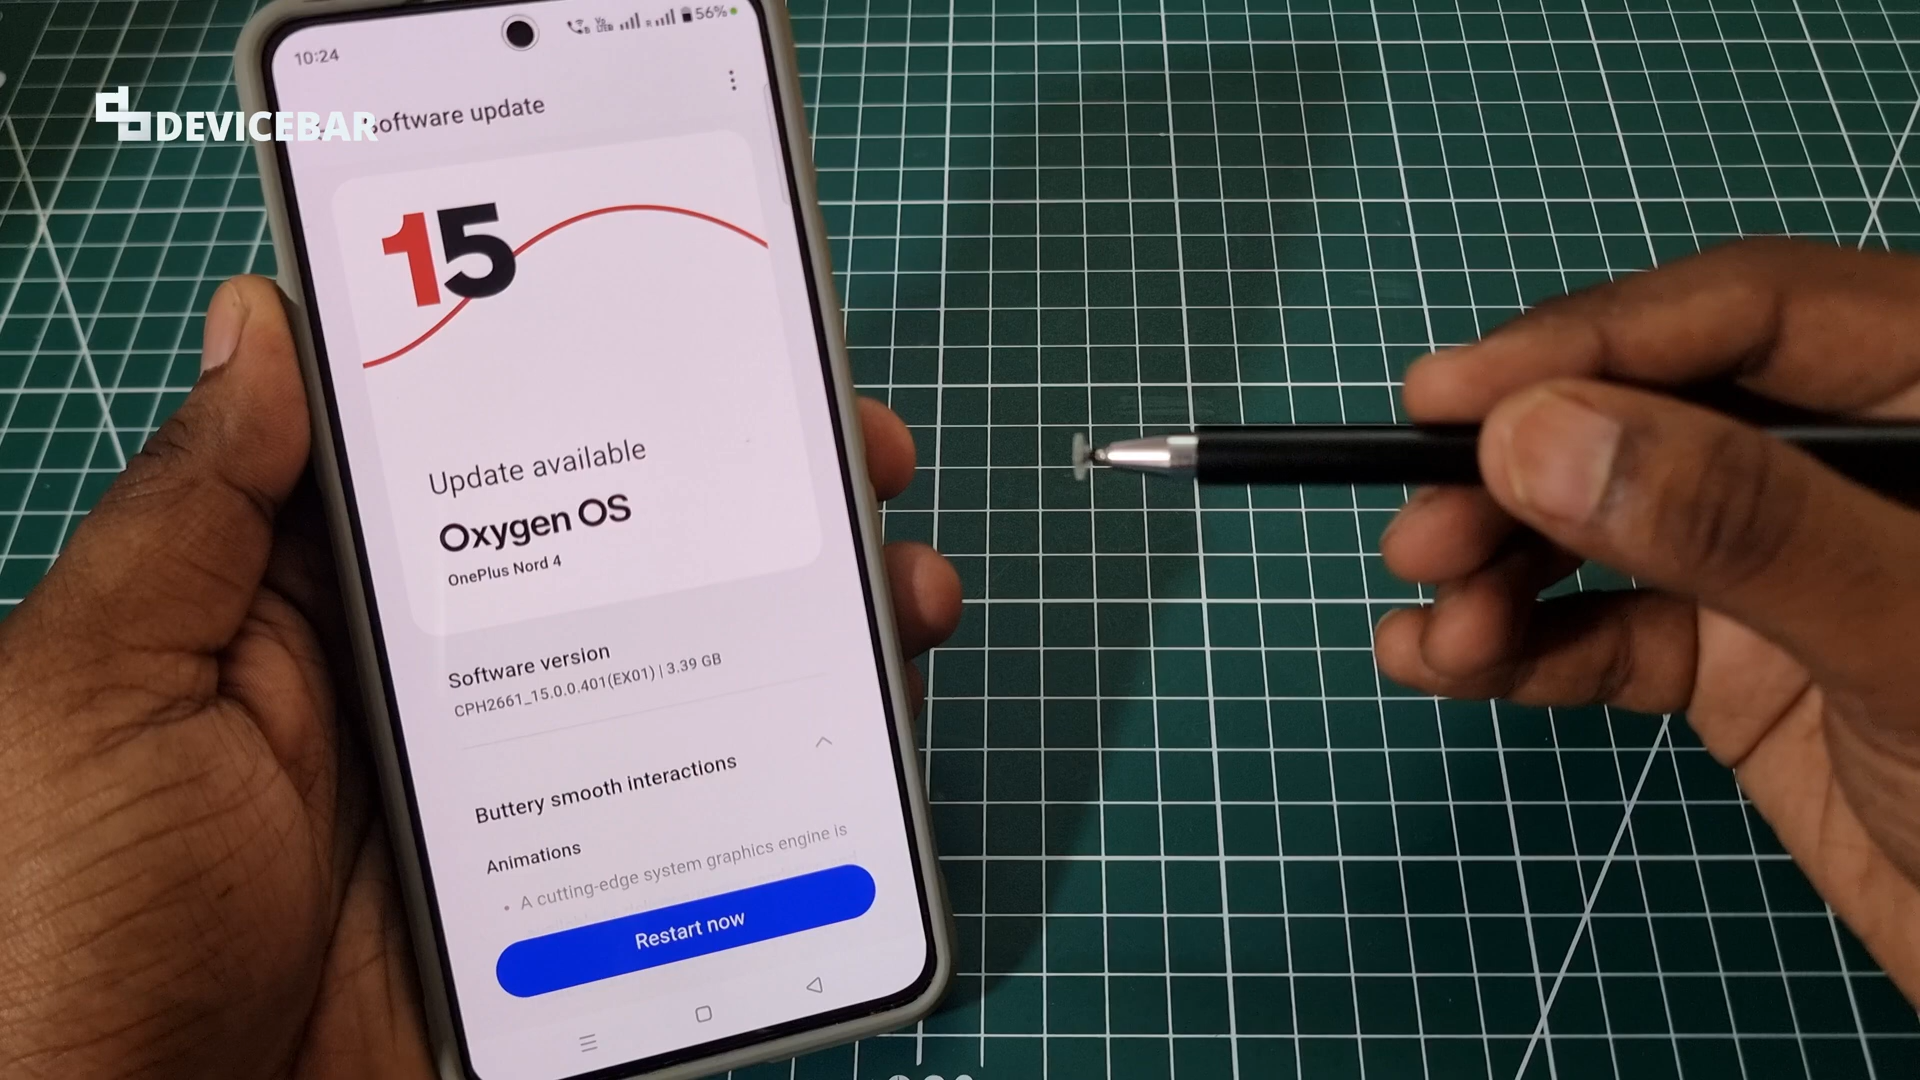 10:24
56%
DEVICEBAR
Software update
15
Update available
Oxygen OS
OnePlus Nord 4
Software version
CPH2661_15.0.0.401(EX01) | 3.39 GB
Buttery smooth interactions
Animations
• A cutting-edge system graphics engine is
Restart now